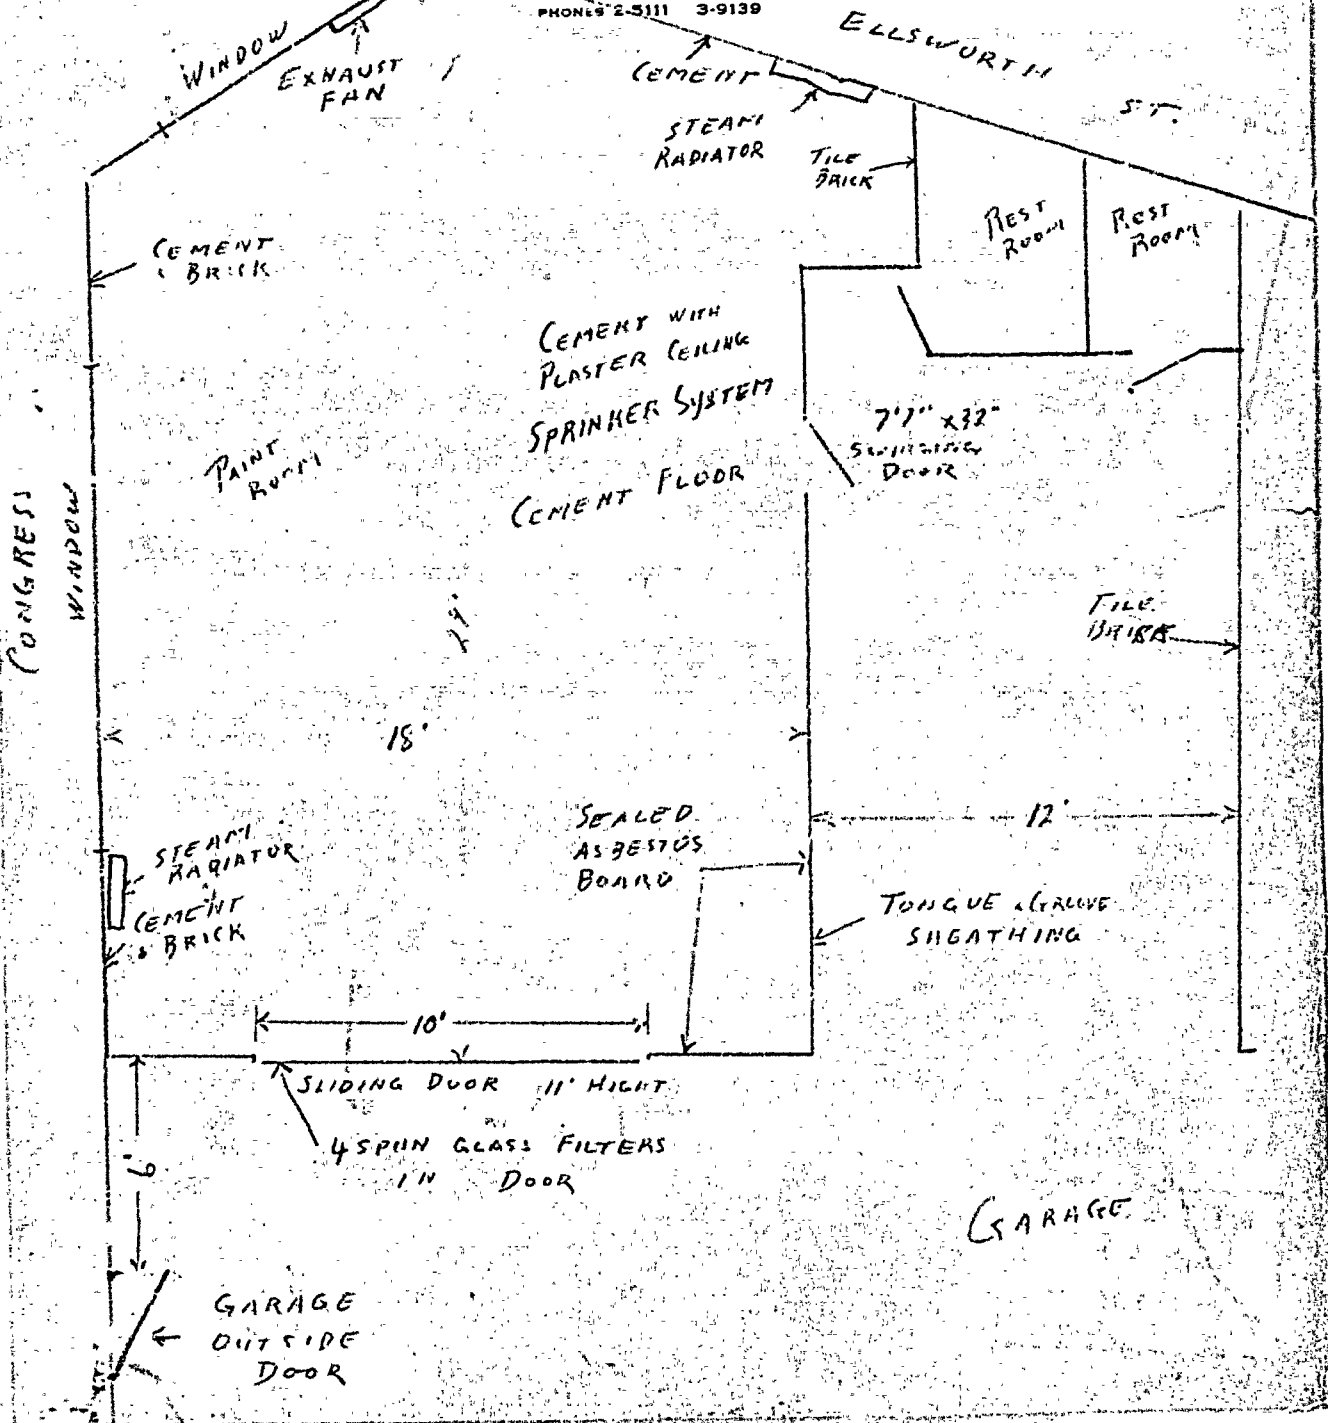 PHONES 2-5111 3-9139
ELLSWORTH
ST.
WINDOW
EXHAUST
FAN
CEMENT
STEAM
RADIATOR
TILE
BRICK
REST
ROOM
REST
ROOM
CEMENT
& BRICK
CEMENT WITH
PLASTER CEILING
SPRINKER SYSTEM
CEMENT FLOOR
PAINT
ROOM
7'7" x 32"
SWINGING
DOOR
CONGRESS
WINDOW
TILE
BRICK
18'
12'
STEAM
RADIATOR
CEMENT
& BRICK
SEALED
ASBESTOS
BOARD
TONGUE & GROOVE
SHEATHING
10'
SLIDING DOOR 11' HIGHT
4 SPUN GLASS FILTERS
IN DOOR
GARAGE
GARAGE
OUTSIDE
DOOR